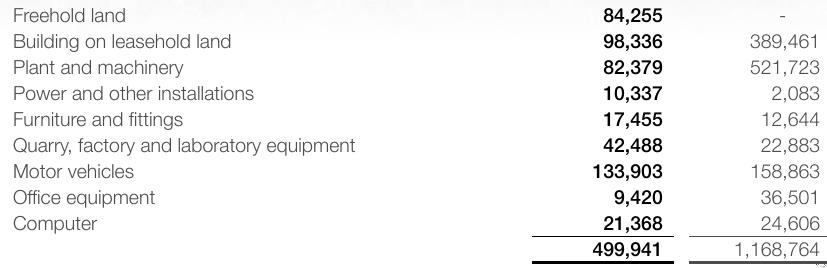 Freehold land 84,255 -
Building on leasehold land 98,336 389,461
Plant and machinery 82,379 521,723
Power and other installations 10,337 2,083
Furniture and fittings 17,455 12,644
Quarry, factory and laboratory equipment 42,488 22,883
Motor vehicles 133,903 158,863
Office equipment 9,420 36,501
Computer 21,368 24,606
499,941 1,168,764